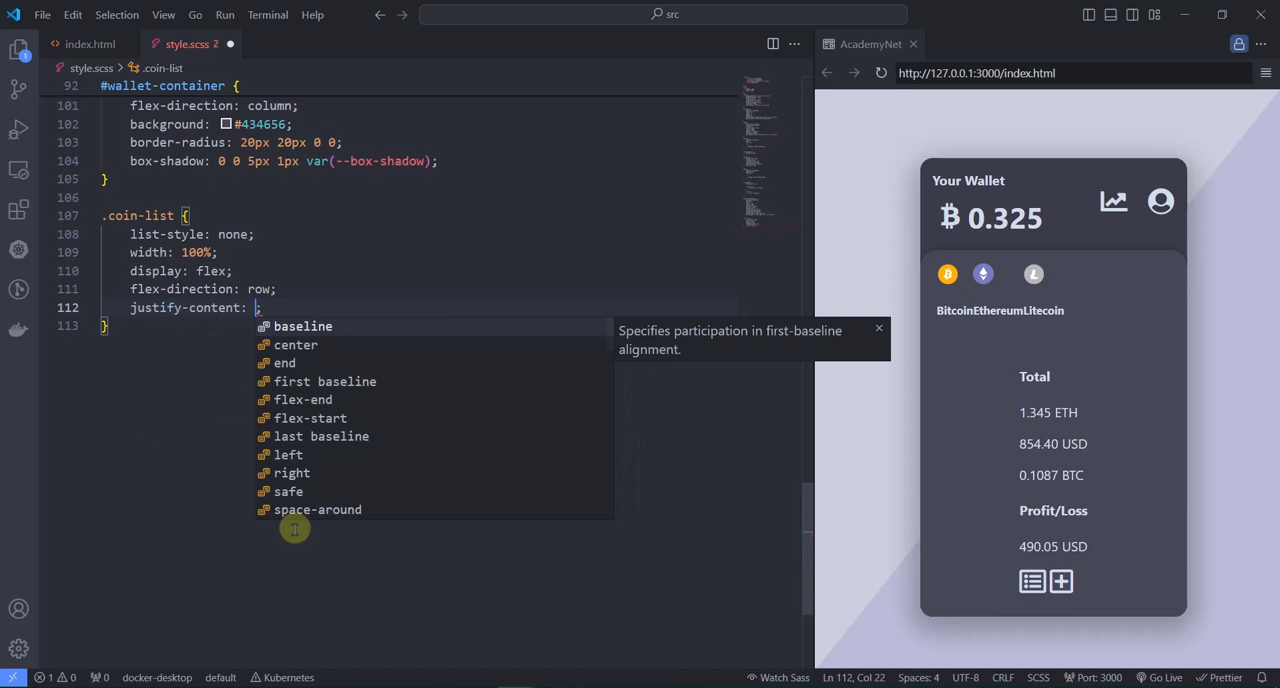 File Edit Selection View Go Run Terminal Help
src
index.html
style.scss 2
AcademyNet
style.scss > .coin-list
http://127.0.0.1:3000/index.html
92 #wallet-container {
101 flex-direction: column;
102 background: #434656;
103 border-radius: 20px 20px 0 0;
104 box-shadow: 0 0 5px 1px var(--box-shadow);
105 }
106
107 .coin-list {
108 list-style: none;
109 width: 100%;
110 display: flex;
111 flex-direction: row;
112 justify-content: ;
113 }
baseline
center
end
first baseline
flex-end
flex-start
last baseline
left
right
safe
space-around
Specifies participation in first-baseline
alignment.
Your Wallet
₿ 0.325
BitcoinEthereumLitecoin
Total
1.345 ETH
854.40 USD
0.1087 BTC
Profit/Loss
490.05 USD
1
1 0 0 docker-desktop default Kubernetes Watch Sass Ln 112, Col 22 Spaces: 4 UTF-8 CRLF SCSS Port: 3000 Go Live Prettier